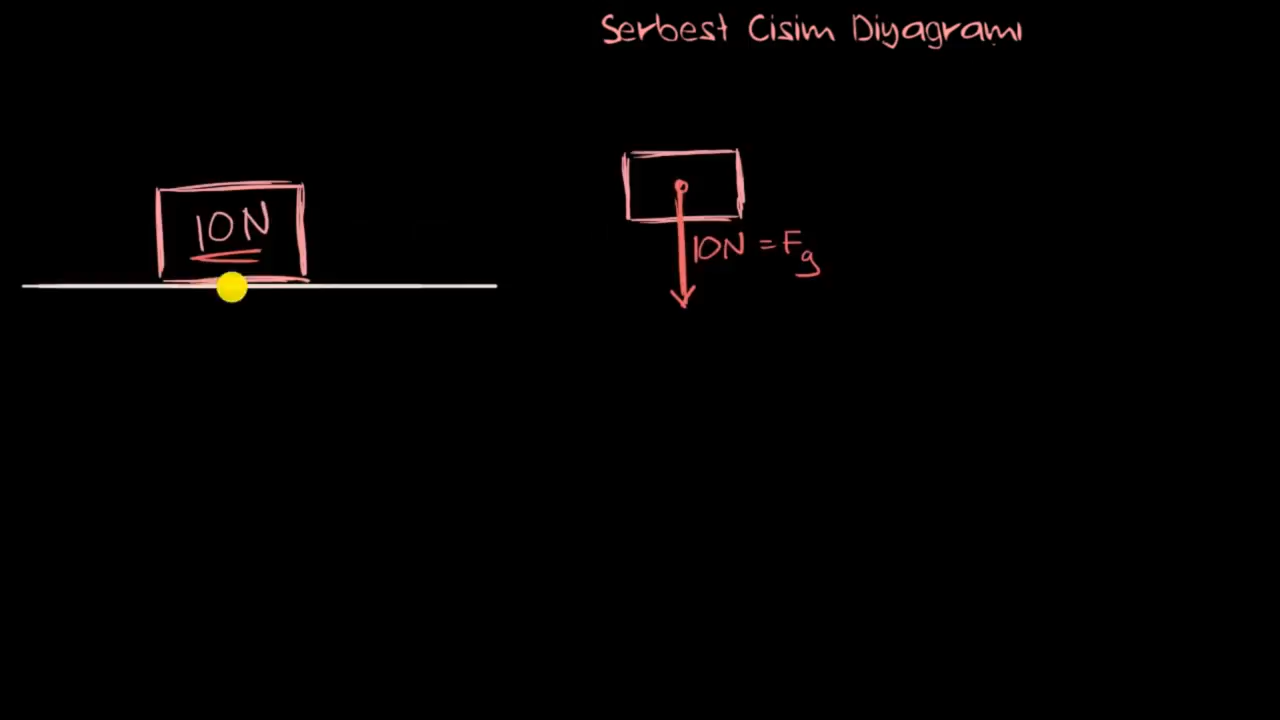 Serbest Cisim Diyagramı
10N
10N = Fg